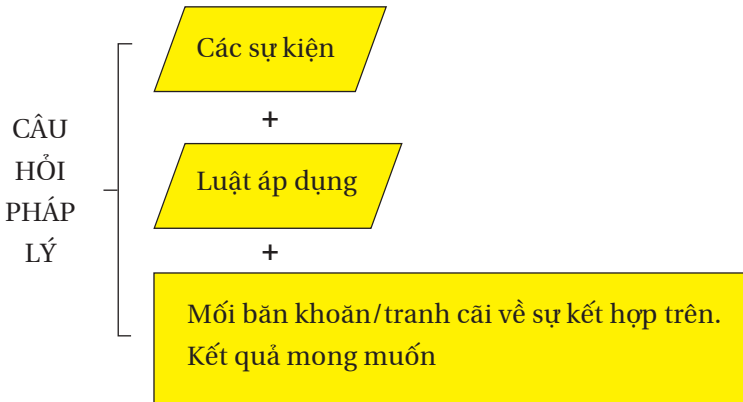 CÂU
HỎI
PHÁP
LÝ
Các sự kiện
+
Luật áp dụng
+
Mối băn khoăn/tranh cãi về sự kết hợp trên.
Kết quả mong muốn